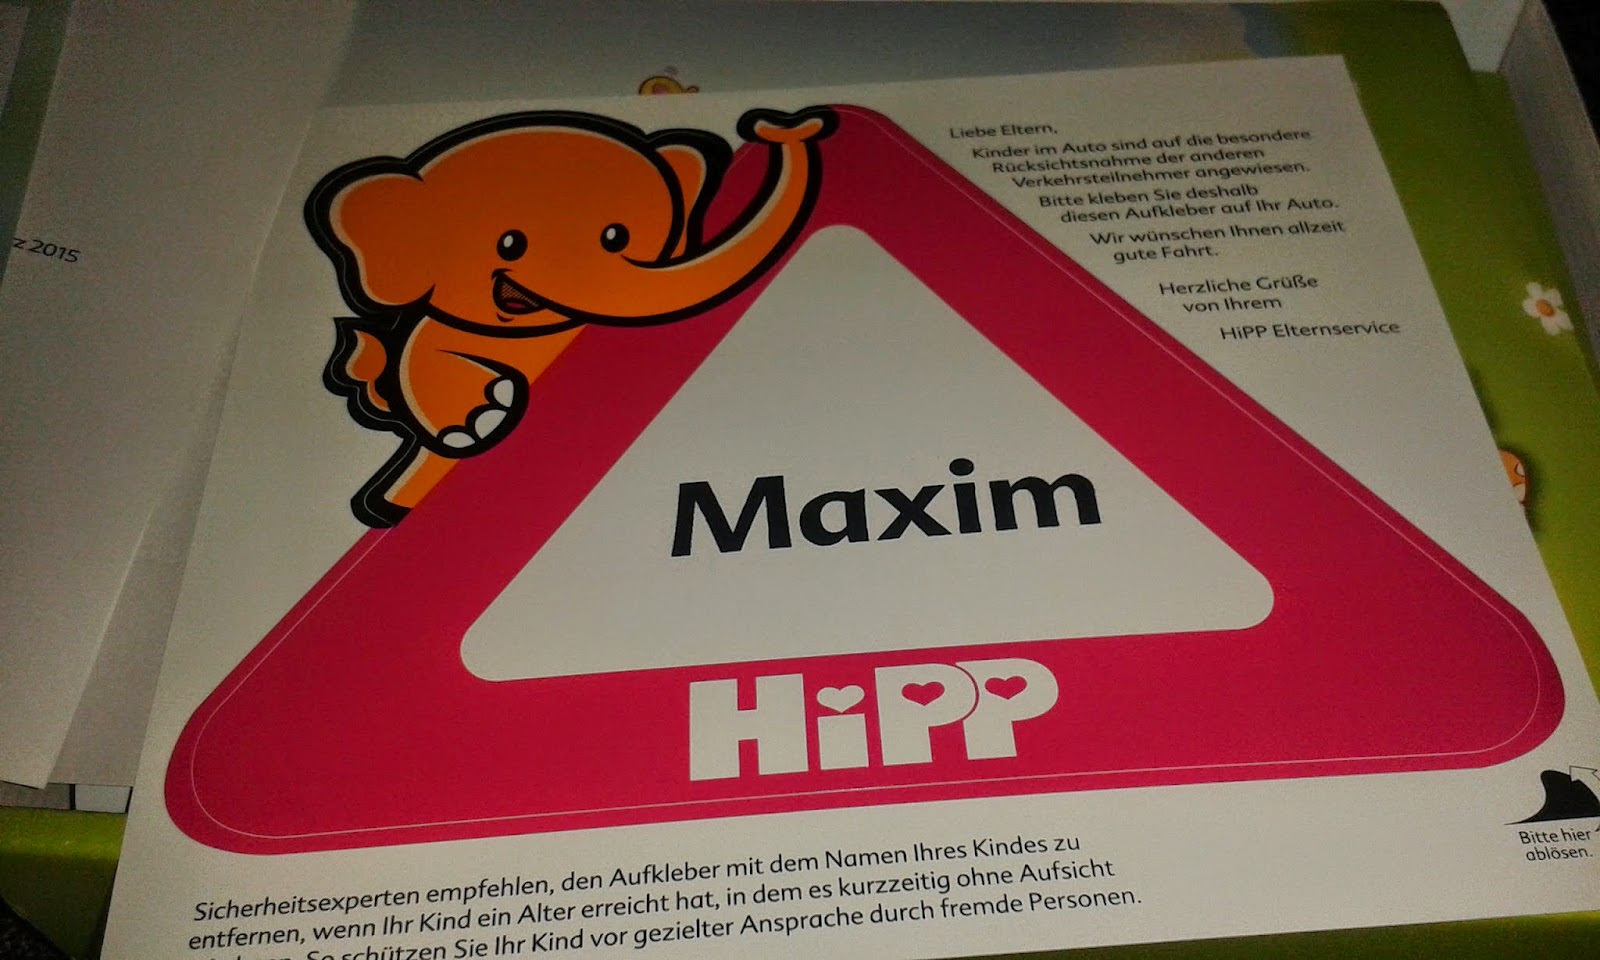 z 2015
Liebe Eltern,
Kinder im Auto sind auf die besondere
Rücksichtsnahme der anderen
Verkehrsteilnehmer angewiesen.
Bitte kleben Sie deshalb
diesen Aufkleber auf Ihr Auto.
Wir wünschen Ihnen allzeit
gute Fahrt.
Herzliche Grüße
von Ihrem
HiPP Elternservice
Maxim
HiPP
Bitte hier
ablösen.
Sicherheitsexperten empfehlen, den Aufkleber mit dem Namen Ihres Kindes zu
entfernen, wenn Ihr Kind ein Alter erreicht hat, in dem es kurzzeitig ohne Aufsicht
So schützen Sie Ihr Kind vor gezielter Ansprache durch fremde Personen.